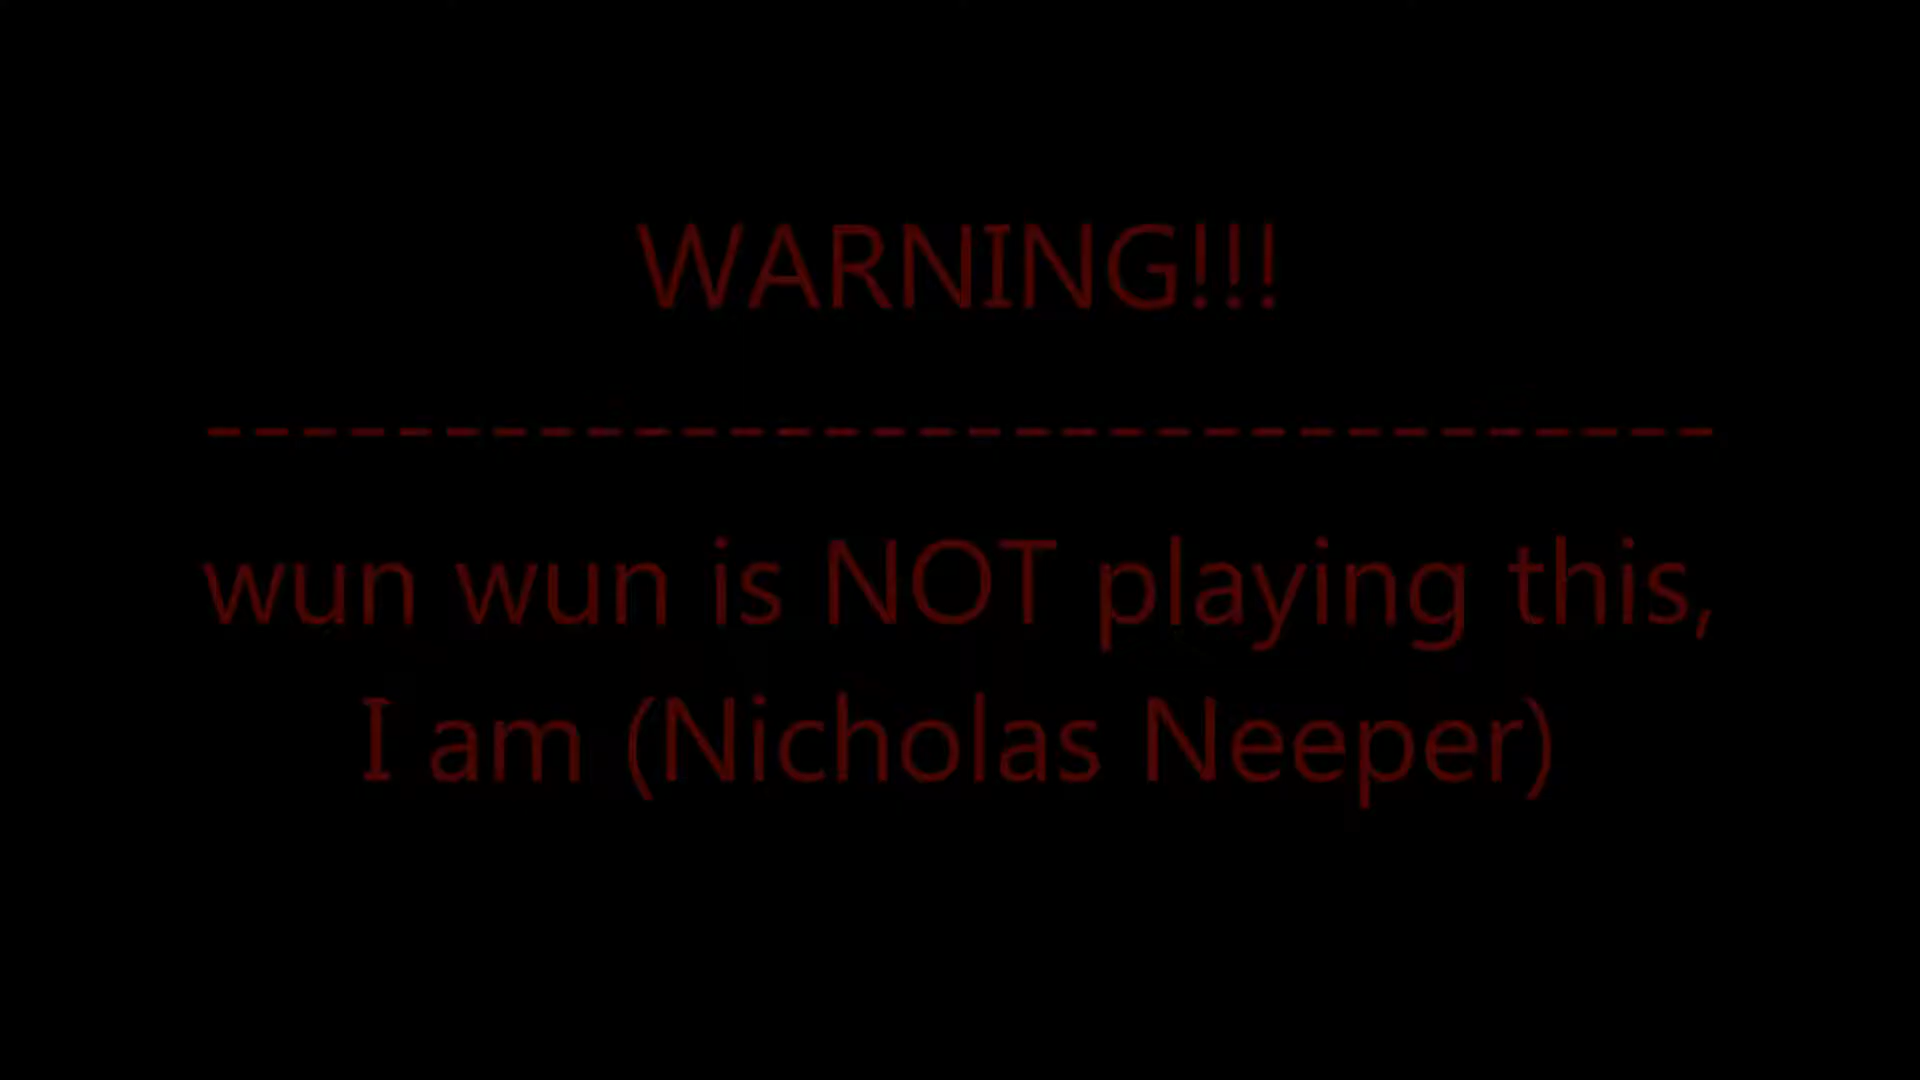 WARNING!!!
--------------------------------
wun wun is NOT playing this,
I am (Nicholas Neeper)